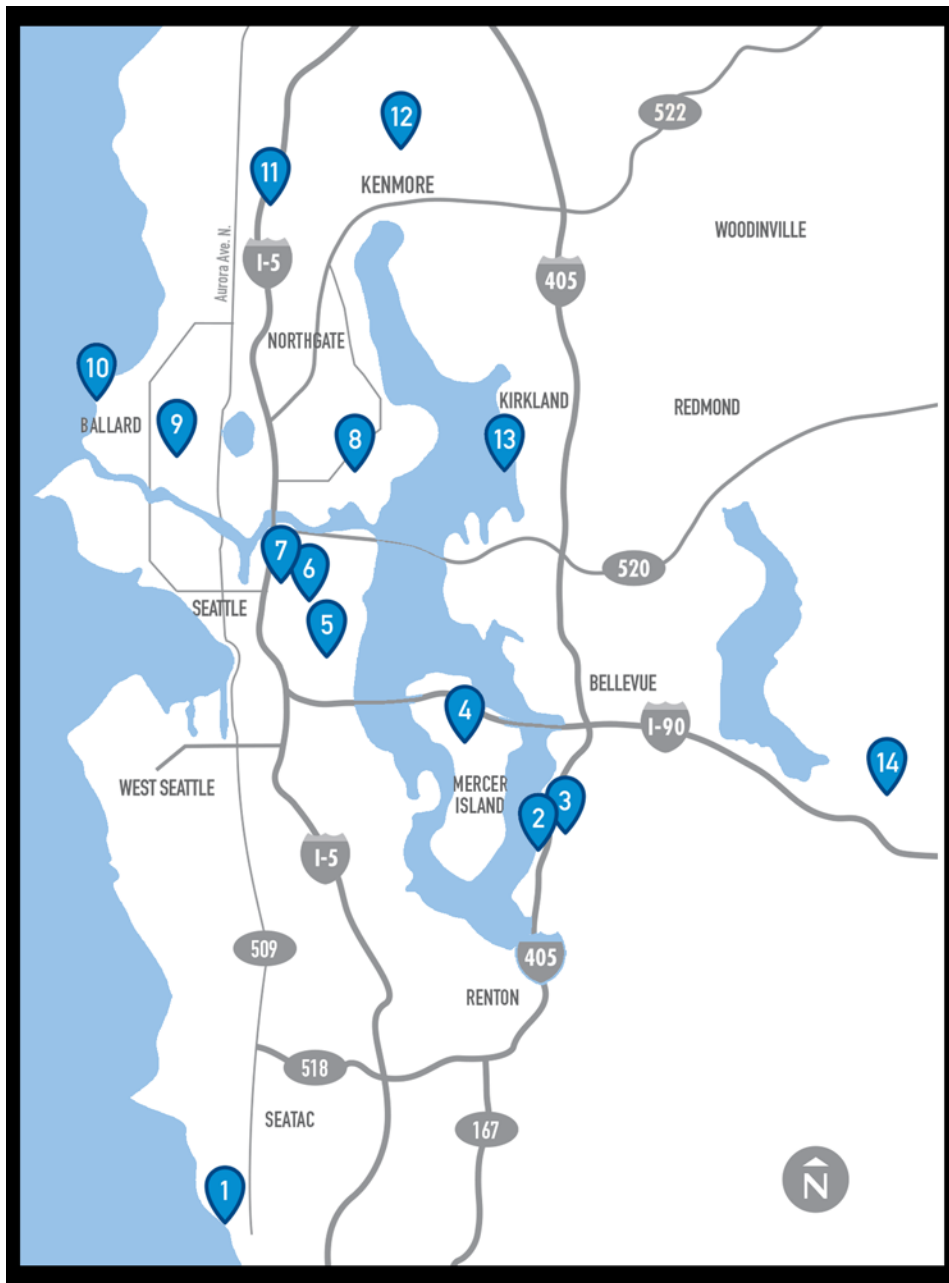 522
12
11
KENMORE
WOODINVILLE
Aurora Ave. N.
I-5
405
NORTHGATE
10
KIRKLAND
REDMOND
BALLARD
9
8
13
7
6
520
SEATTLE
5
BELLEVUE
4
I-90
WEST SEATTLE
MERCER
ISLAND
14
3
2
I-5
509
405
RENTON
518
SEATAC
167
1
N